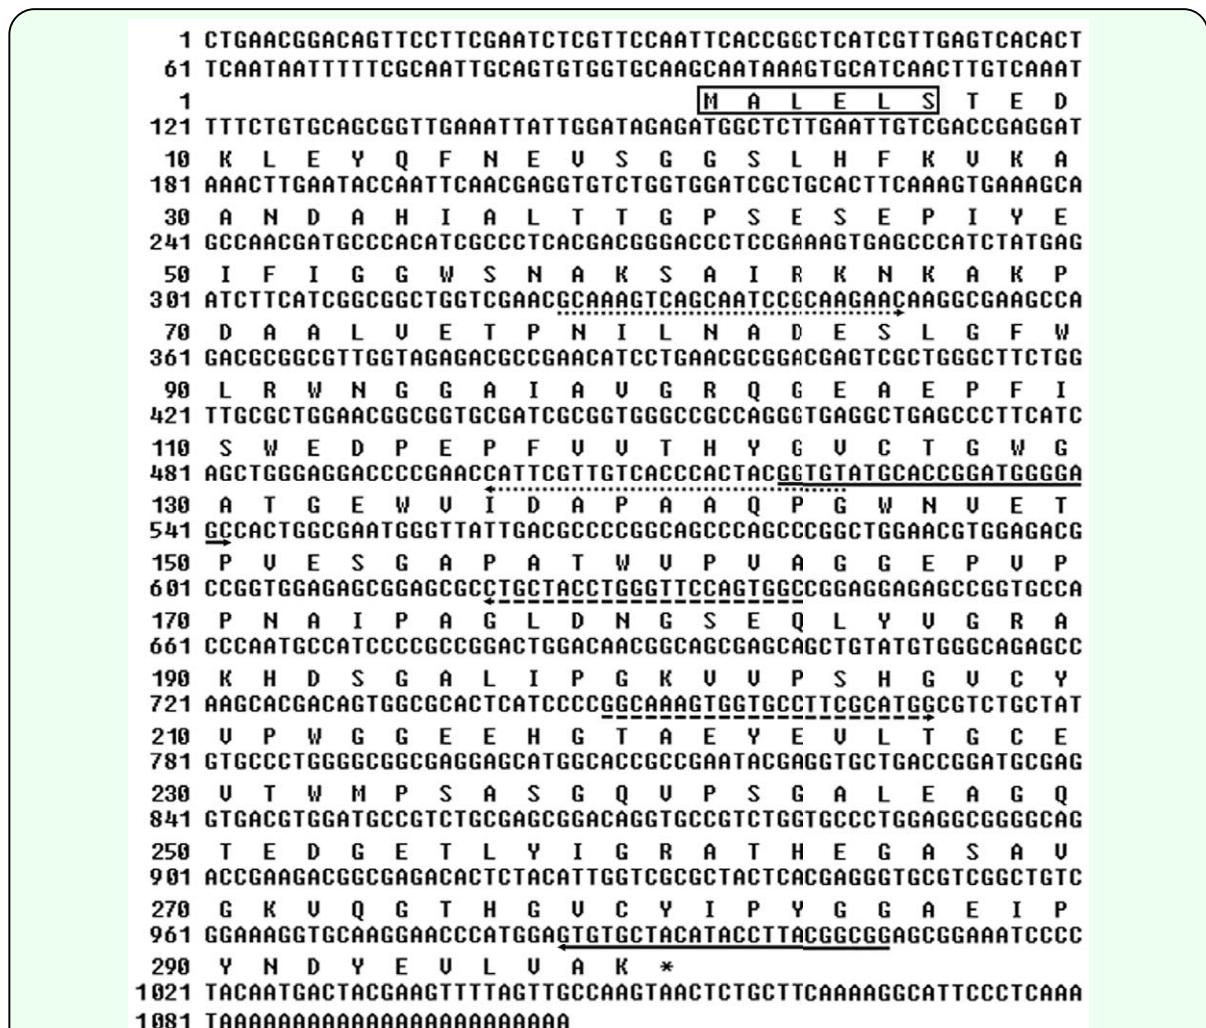 1 CTGAACGGACAGTTCCTTCGAATCTCGTTCCAATTCACCGGCTCATCGTTGAGTCACACT
61 TCAATAATTTTTCGCAATTGCAGTGTGGTGCAAGCAATAAAGTGCATCAACTTGTCAAAT
1 M A L E L S T E D
121 TTTCTGTGCAGCGGTTGAAATTATTGGATAGAGATGGCTCTTGAATTGTCGACCGAGGAT
10 K L E Y Q F N E V S G G S L H F K V K A
181 AAACTTGAATACCAATTCAACGAGGTGTCTGGTGGATCGCTGCACTTCAAAGTGAAAGCA
30 A N D A H I A L T T G P S E S E P I Y E
241 GCCAACGATGCCCACATCGCCCTCACGACGGGACCCTCCGAAAGTGAGCCCATCTATGAG
50 I F I G G W S N A K S A I R K N K A K P
301 ATCTTCATCGGCGGCTGGTCGAACGCAAAGTCAGCAATCCGCAAGAACAAGGCGAAGCCA
70 D A A L V E T P N I L N A D E S L G F W
361 GACGCGGCGTTGGTAGAGACGCCGAACATCCTGAACGCGGACGAGTCGCTGGGCTTCTGG
90 L R W N G G A I A V G R Q G E A E P F I
421 TTGCGCTGGAACGGCGGTGCGATCGCGGTGGGCCGCCAGGGTGAGGCTGAGCCCTTCATC
110 S W E D P E P F V V T H Y G V C T G W G
481 AGCTGGGAGGACCCCGAACCATTCGTTGTCACCCACTACGGTGTATGCACCGGATGGGGA
130 A T G E W V I D A P A A Q P G W N V E T
541 GCCACTGGCGAATGGGTTATTGACGCCCCGGCAGCCCAGCCCGGCTGGAACGTGGAGACG
150 P V E S G A P A T W V P V A G G E P V P
601 CCGGTGGAGAGCGGAGCGCCTGCTACCTGGGTTCCAGTGGCCGGAGGAGAGCCGGTGCCA
170 P N A I P A G L D N G S E Q L Y V G R A
661 CCCAATGCCATCCCCGCCGGACTGGACAACGGCAGCGAGCAGCTGTATGTGGGCAGAGCC
190 K H D S G A L I P G K V V P S H G V C Y
721 AAGCACGACAGTGGCGCACTCATCCCCGGCAAAGTGGTGCCTTCGCATGGCGTCTGCTAT
210 V P W G G E E H G T A E Y E V L T G C E
781 GTGCCCTGGGGCGGCGAGGAGCATGGCACCGCCGAATACGAGGTGCTGACCGGATGCGAG
230 V T W M P S A S G Q V P S G A L E A G Q
841 GTGACGTGGATGCCGTCTGCGAGCGGACAGGTGCCGTCTGGTGCCCTGGAGGCGGGGCAG
250 T E D G E T L Y I G R A T H E G A S A V
901 ACCGAAGACGGCGAGACACTCTACATTGGTCGCGCTACTCACGAGGGTGCGTCGGCTGTC
270 G K V Q G T H G V C Y I P Y G G A E I P
961 GGAAAGGTGCAAGGAACCCATGGAGTGTGCTACATACCTTACGGCGGAGCGGAAATCCCC
290 Y N D Y E V L V A K *
1021 TACAATGACTACGAAGTTTTAGTTGCCAAGTAACTCTGCTTCAAAAGGCATTCCCTCAAA
1081 TAAAAAAAAAAAAAAAAAAAAAAAA